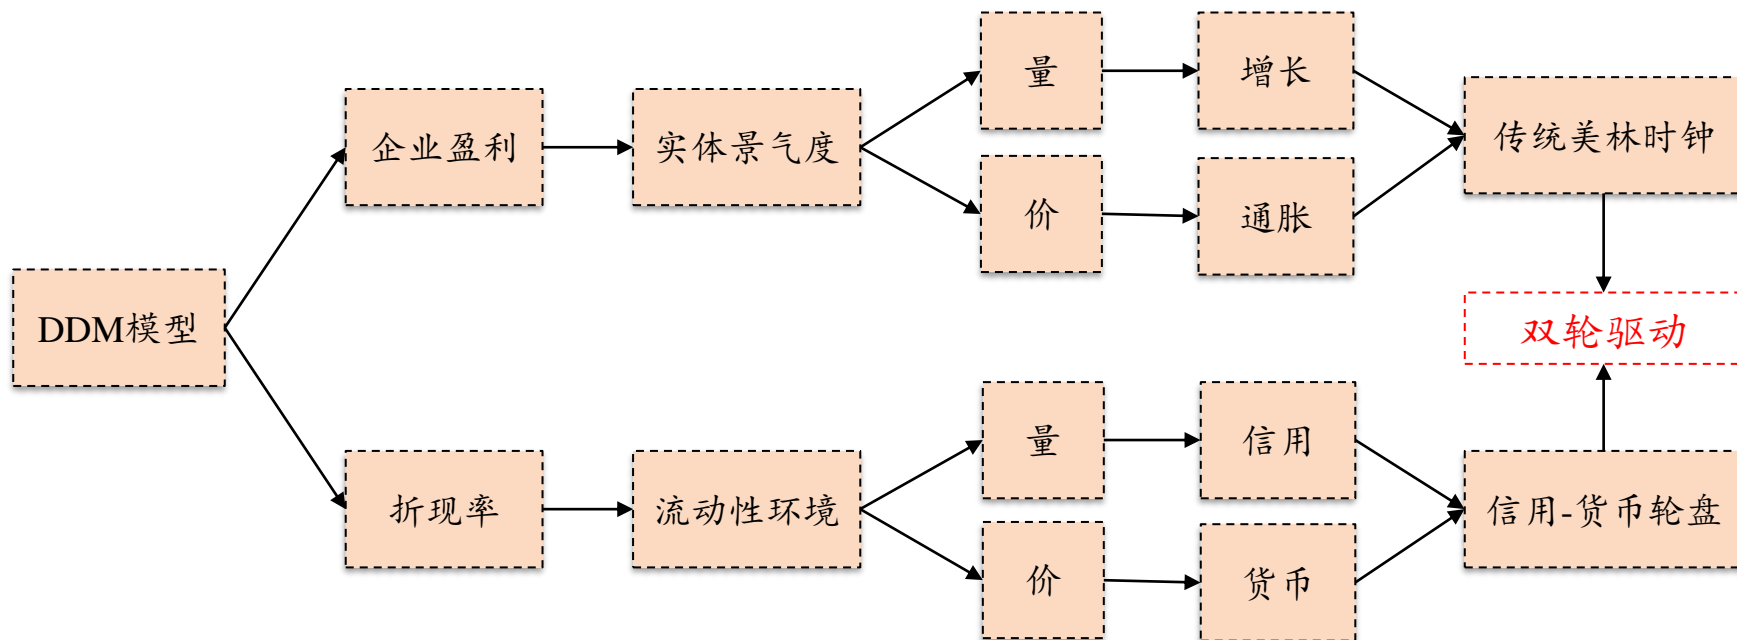 量
增长
企业盈利
实体景气度
传统美林时钟
价
通胀
DDM模型
双轮驱动
量
信用
折现率
流动性环境
信用-货币轮盘
价
货币